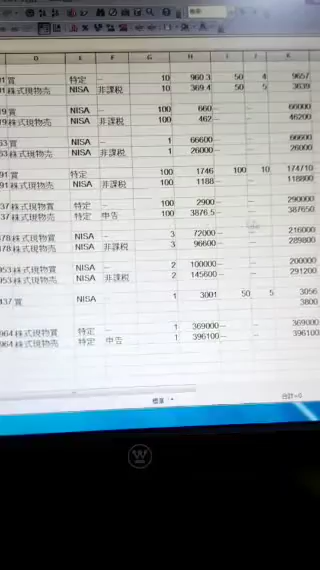 D E F G H I J K
91 買 特定 -- 10 960.3 50 4 9657
91 株式現物売 NISA 非課税 10 369.4 50 5 3639
19 買 NISA -- 100 660 -- 66000
19 株式現物売 NISA 非課税 100 462 -- 46200
63 買 NISA -- 1 66600 -- 66600
63 株式現物売 NISA 非課税 1 26000 -- 26000
91 買 特定 -- 100 1746 100 10 174710
91 株式現物売 NISA 非課税 100 1188 -- 118800
37 株式現物買 特定 -- 100 2900 -- 290000
37 株式現物売 特定 申告 100 3876.5 -- 387650
378 株式現物買 NISA -- 3 72000 -- 216000
378 株式現物売 NISA 非課税 3 96600 -- 289800
953 株式現物買 NISA -- 2 100000 -- 200000
953 株式現物売 NISA 非課税 2 145600 -- 291200
437 買 NISA -- 1 3001 50 5 3056
3800
964 株式現物買 特定 -- 1 369000 -- 369000
964 株式現物売 特定 申告 1 396100 -- 396100
標準
合計=0
W